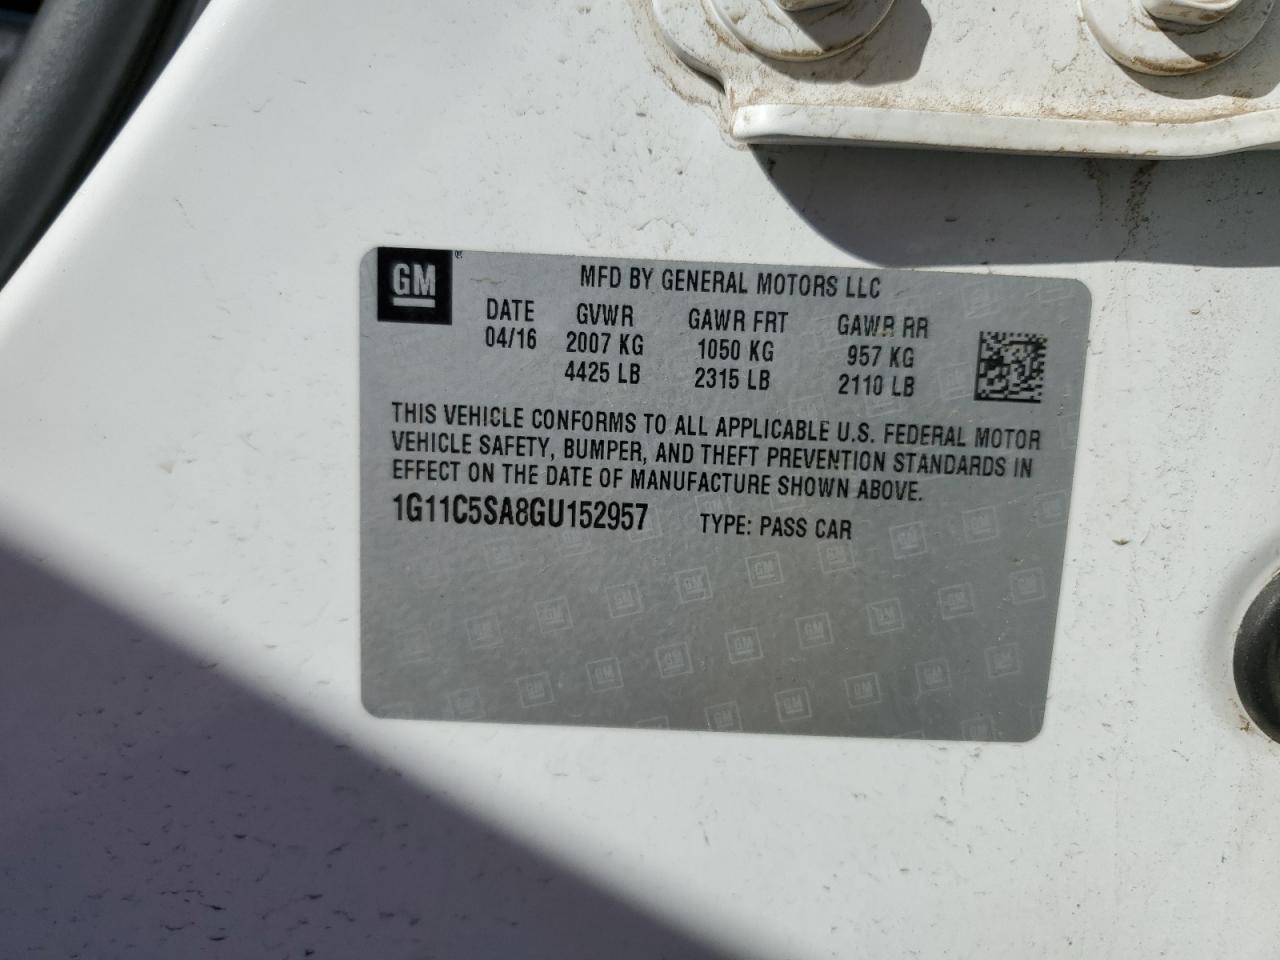 GM®
MFD BY GENERAL MOTORS LLC
DATE GVWR GAWR FRT GAWR RR
04/16 2007 KG 1050 KG 957 KG
4425 LB 2315 LB 2110 LB
THIS VEHICLE CONFORMS TO ALL APPLICABLE U.S. FEDERAL MOTOR
VEHICLE SAFETY, BUMPER, AND THEFT PREVENTION STANDARDS IN
EFFECT ON THE DATE OF MANUFACTURE SHOWN ABOVE.
1G11C5SA8GU152957 TYPE: PASS CAR